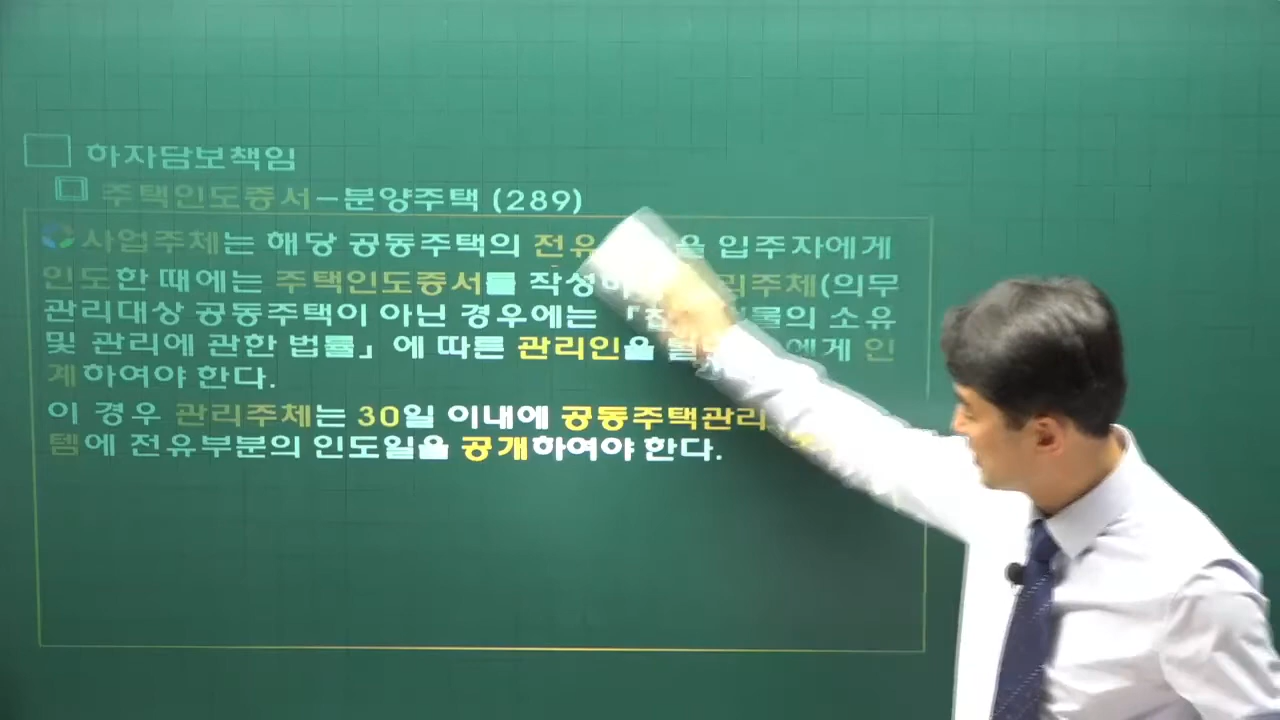 하자담보책임
주택인도증서-분양주택 (289)
사업주체는 해당 공동주택의 전유 을 입주자에게
인도한 때에는 주택인도증서를 작성하 리주체(의무
관리대상 공동주택이 아닌 경우에는 「집 물의 소유
및 관리에 관한 법률」 에 따른 관리인을 에게 인
계하여야 한다.
이 경우 관리주체는 30일 이내에 공동주택관리
템에 전유부분의 인도일을 공개하여야 한다.